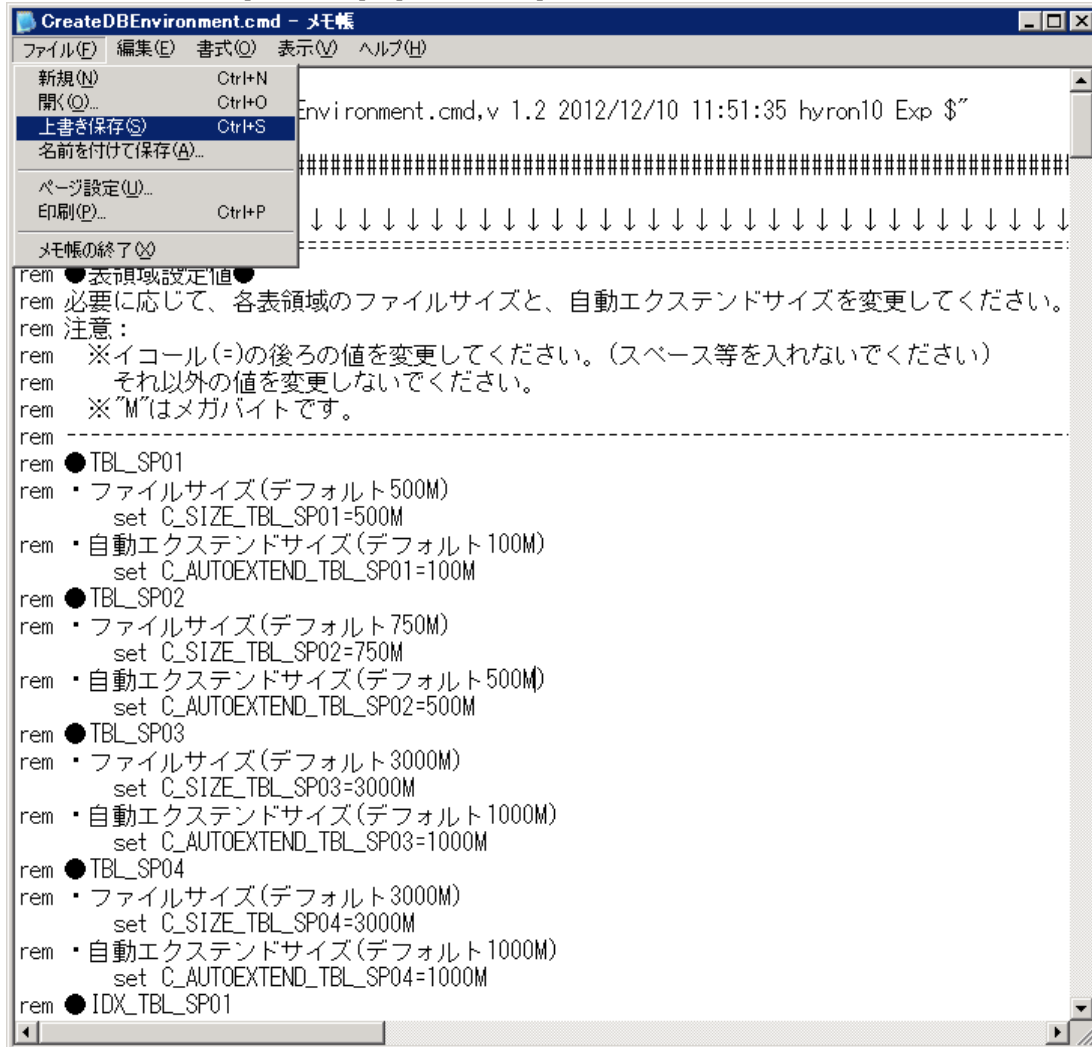 CreateDBEnvironment.cmd - メモ帳
ファイル(F) 編集(E) 書式(O) 表示(V) ヘルプ(H)
新規(N) Ctrl+N
開く(O)... Ctrl+O
上書き保存(S) Ctrl+S
名前を付けて保存(A)...
ページ設定(U)...
印刷(P)... Ctrl+P
メモ帳の終了(X)
Environment.cmd,v 1.2 2012/12/10 11:51:35 hyron10 Exp $"
################################################################
↓↓↓↓↓↓↓↓↓↓↓↓↓↓↓↓↓↓↓↓↓↓↓↓↓↓↓↓↓↓↓↓
================================================================
rem ●表領域設定値●
rem 必要に応じて、各表領域のファイルサイズと、自動エクステンドサイズを変更してください。
rem 注意：
rem ※イコール(=)の後ろの値を変更してください。(スペース等を入れないでください)
rem それ以外の値を変更しないでください。
rem ※"M"はメガバイトです。
rem ------------------------------------------------------------------------------------
rem ●TBL_SP01
rem ・ファイルサイズ(デフォルト500M)
set C_SIZE_TBL_SP01=500M
rem ・自動エクステンドサイズ(デフォルト100M)
set C_AUTOEXTEND_TBL_SP01=100M
rem ●TBL_SP02
rem ・ファイルサイズ(デフォルト750M)
set C_SIZE_TBL_SP02=750M
rem ・自動エクステンドサイズ(デフォルト500M)
set C_AUTOEXTEND_TBL_SP02=500M
rem ●TBL_SP03
rem ・ファイルサイズ(デフォルト3000M)
set C_SIZE_TBL_SP03=3000M
rem ・自動エクステンドサイズ(デフォルト1000M)
set C_AUTOEXTEND_TBL_SP03=1000M
rem ●TBL_SP04
rem ・ファイルサイズ(デフォルト3000M)
set C_SIZE_TBL_SP04=3000M
rem ・自動エクステンドサイズ(デフォルト1000M)
set C_AUTOEXTEND_TBL_SP04=1000M
rem ●IDX_TBL_SP01